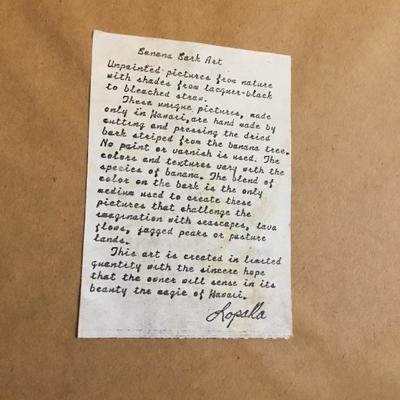 Banana Bark Art
Unpainted pictures from nature
with shades from lacquer-black
to bleached straw.
These unique pictures, made
only in Hawaii, are hand made by
cutting and pressing the dried
bark striped from the banana tree.
No paint or varnish is used. The
colors and textures vary with the
species of banana. The blend of
color on the bark is the only
medium used to create these
pictures that challenge the
imagination with seascapes, lava
flows, jagged peaks or pasture
lands.
This art is created in limited
quantity with the sincere hope
that the owner will sense in its
beauty the magic of Hawaii.